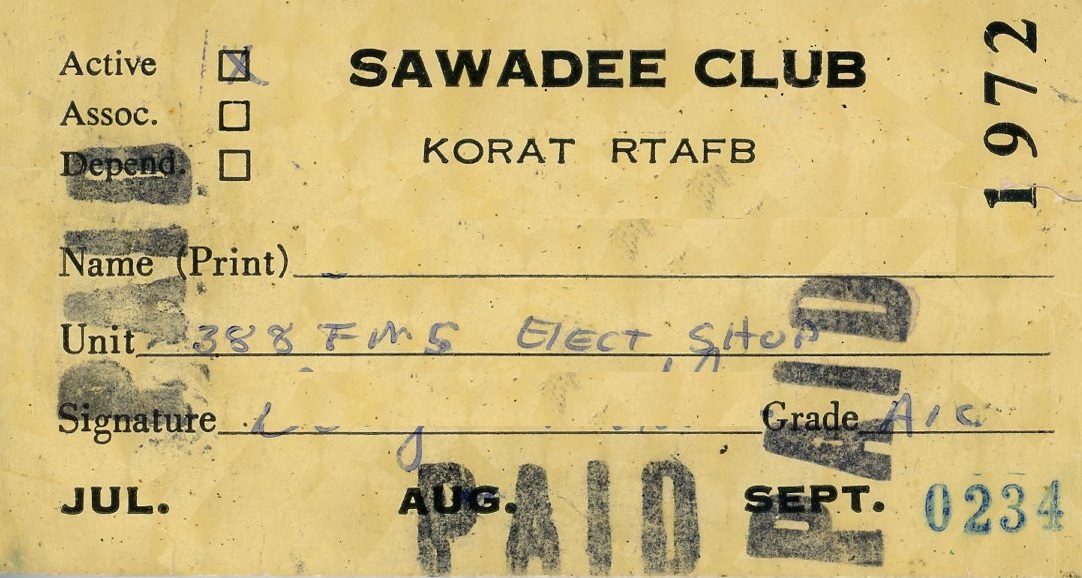 Active X SAWADEE CLUB 1972
Assoc.
Depend. KORAT RTAFB
Name (Print)
Unit 388 FMS Elect Shop
Signature Grade A1C
JUL. AUG. SEPT. 0234
PAID
PAID
PAID